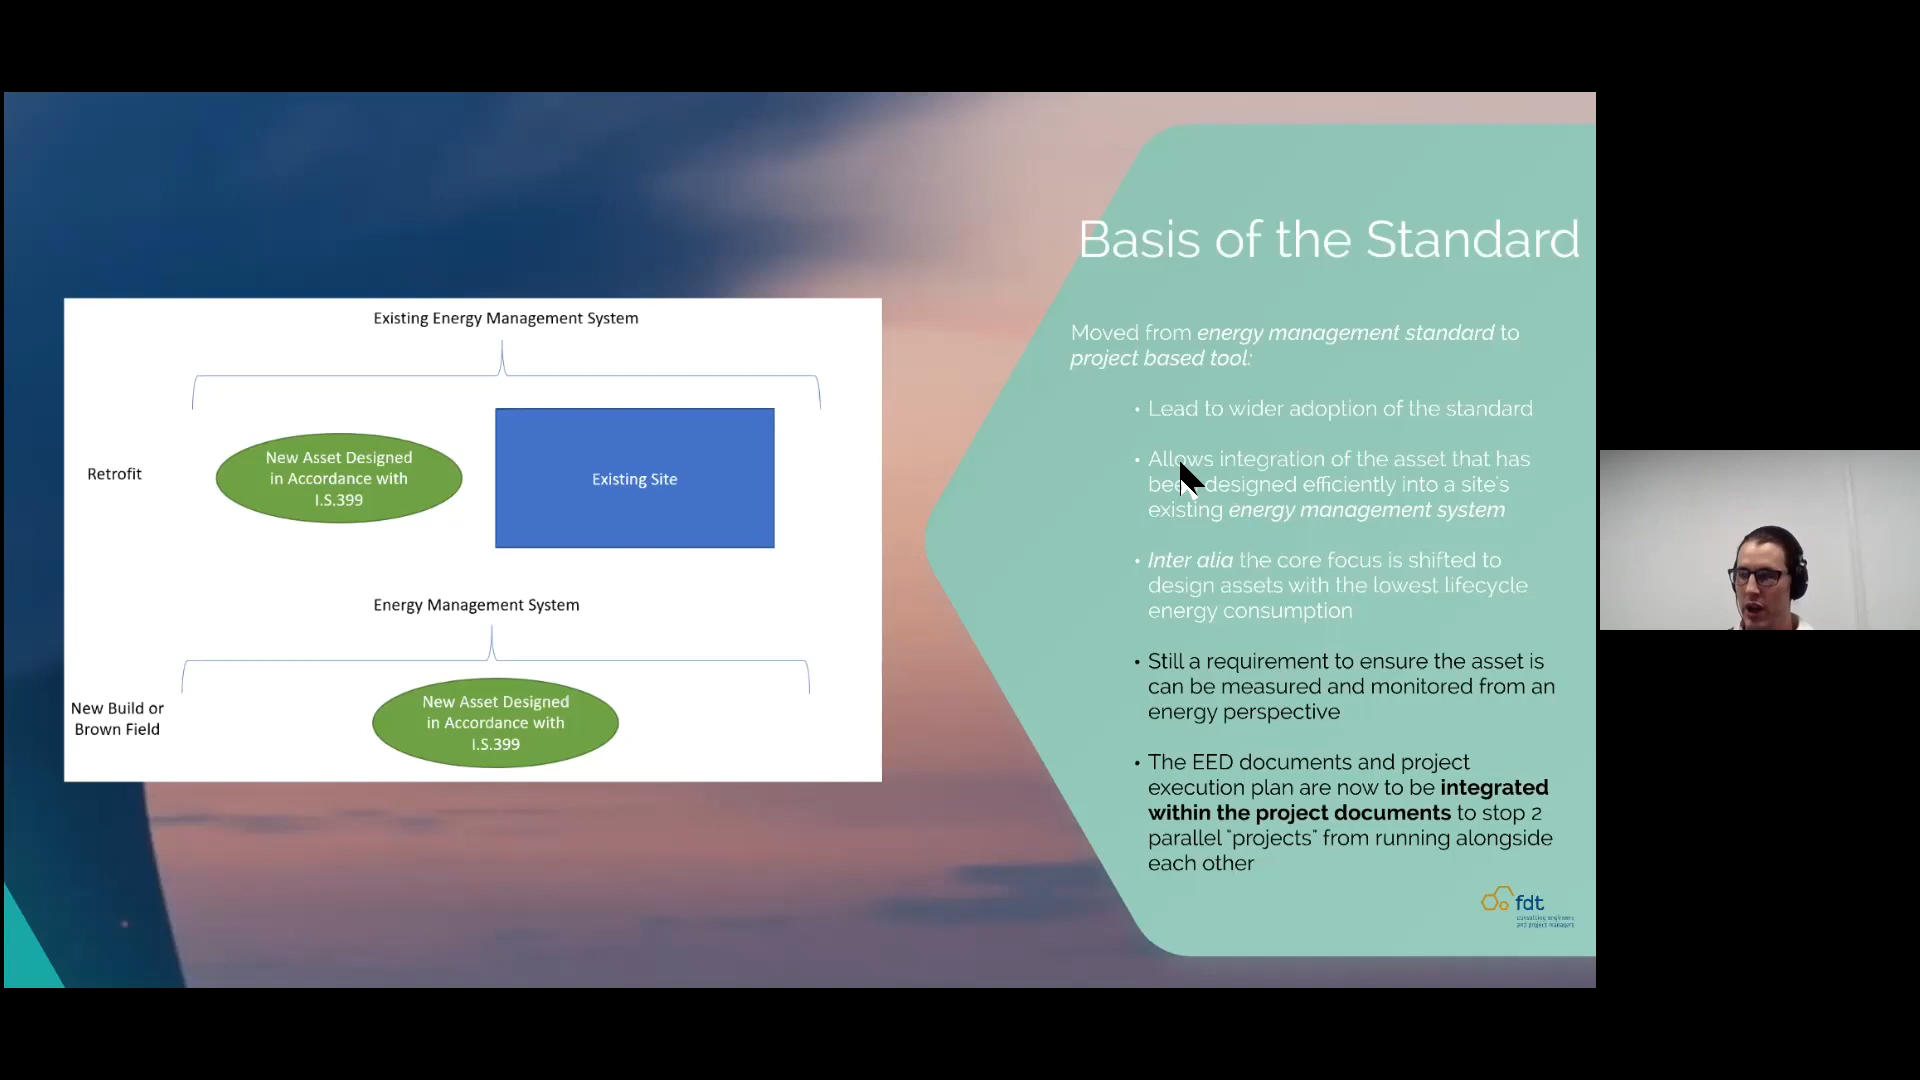 Basis of the Standard
Existing Energy Management System
Retrofit
New Asset Designed
in Accordance with
I.S.399
Existing Site
Energy Management System
New Build or
Brown Field
New Asset Designed
in Accordance with
I.S.399
Moved from energy management standard to
project based tool:
• Lead to wider adoption of the standard
• Allows integration of the asset that has
been designed efficiently into a site's
existing energy management system
• Inter alia the core focus is shifted to
design assets with the lowest lifecycle
energy consumption
• Still a requirement to ensure the asset is
can be measured and monitored from an
energy perspective
• The EED documents and project
execution plan are now to be integrated
within the project documents to stop 2
parallel "projects" from running alongside
each other
fdt
consulting engineers
and project managers